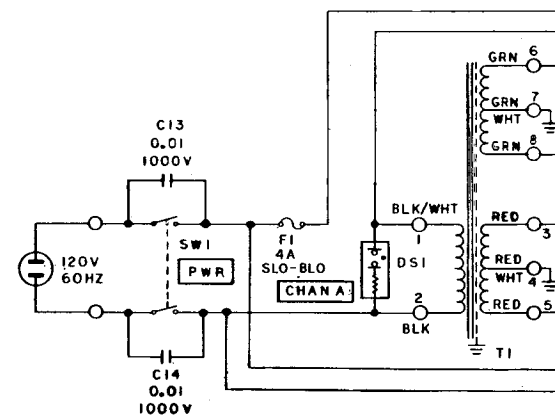 C13
0.01
1000V
120V
60HZ
SW1
PWR
F1
4A
SLO-BLO
CHAN A
BLK/WHT
1
DS1
2
BLK
GRN 6
GRN 7
WHT
GRN 8
RED 3
RED
WHT 4
RED 5
T1
C14
0.01
1000V